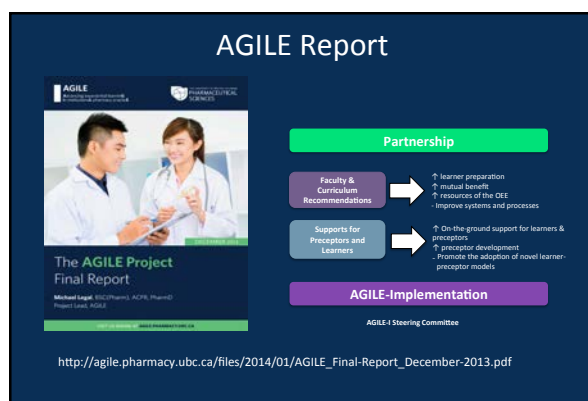 AGILE Report
AGILE
PHARMACEUTICAL
SCIENCES
DECEMBER 2013
The AGILE Project
Final Report
Michael Legal, BSC(Pharm), ACPR, PharmD
Project Lead, AGILE
Partnership
Faculty &
Curriculum
Recommendations
↑ learner preparation
↑ mutual benefit
↑ resources of the OEE
- Improve systems and processes
Supports for
Preceptors and
Learners
↑ On-the-ground support for learners &
preceptors
↑ preceptor development
- Promote the adoption of novel learner-
preceptor models
AGILE-Implementation
AGILE-I Steering Committee
http://agile.pharmacy.ubc.ca/files/2014/01/AGILE_Final-Report_December-2013.pdf